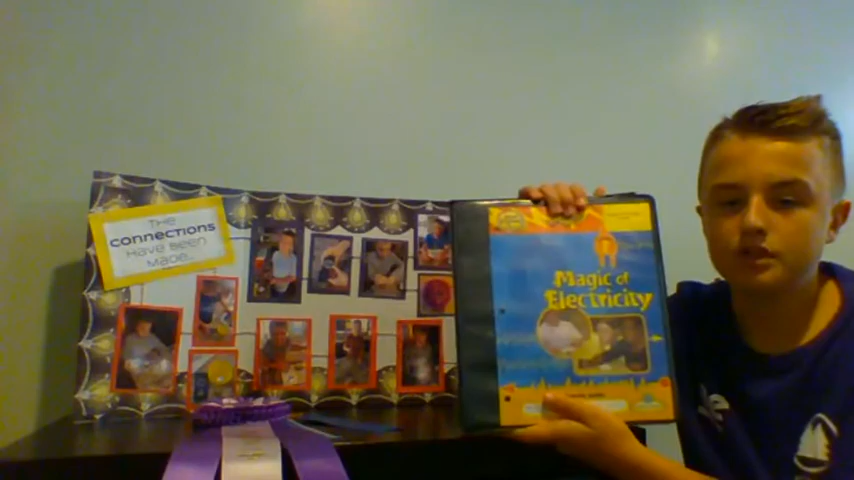 THE
CONNECTIONS
HAVE BEEN
MADE...
Magic of
Electricity